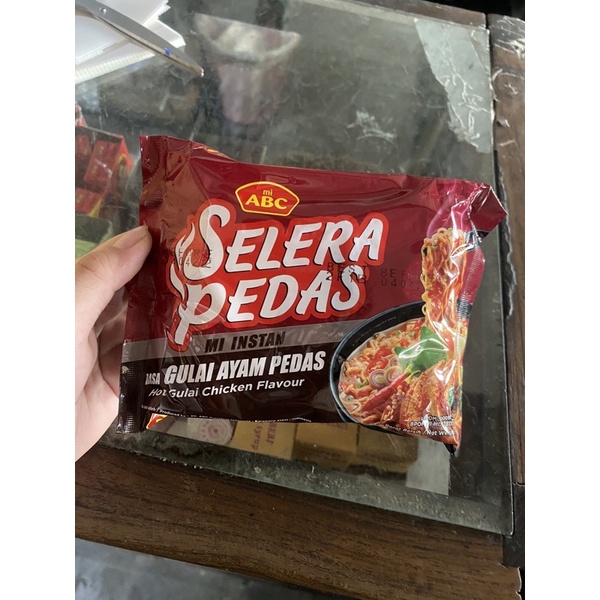 mi
ABC
SELERA
PEDAS
MI INSTAN
RASA GULAI AYAM PEDAS
Hot Gulai Chicken Flavour